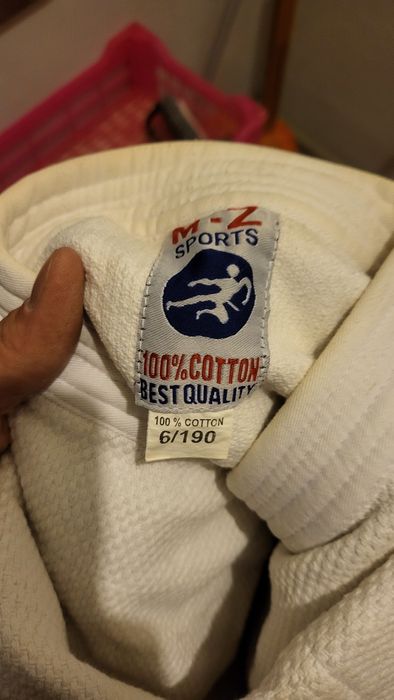 M-Z
SPORTS
100% COTTON
BEST QUALITY
100 % COTTON
6/190